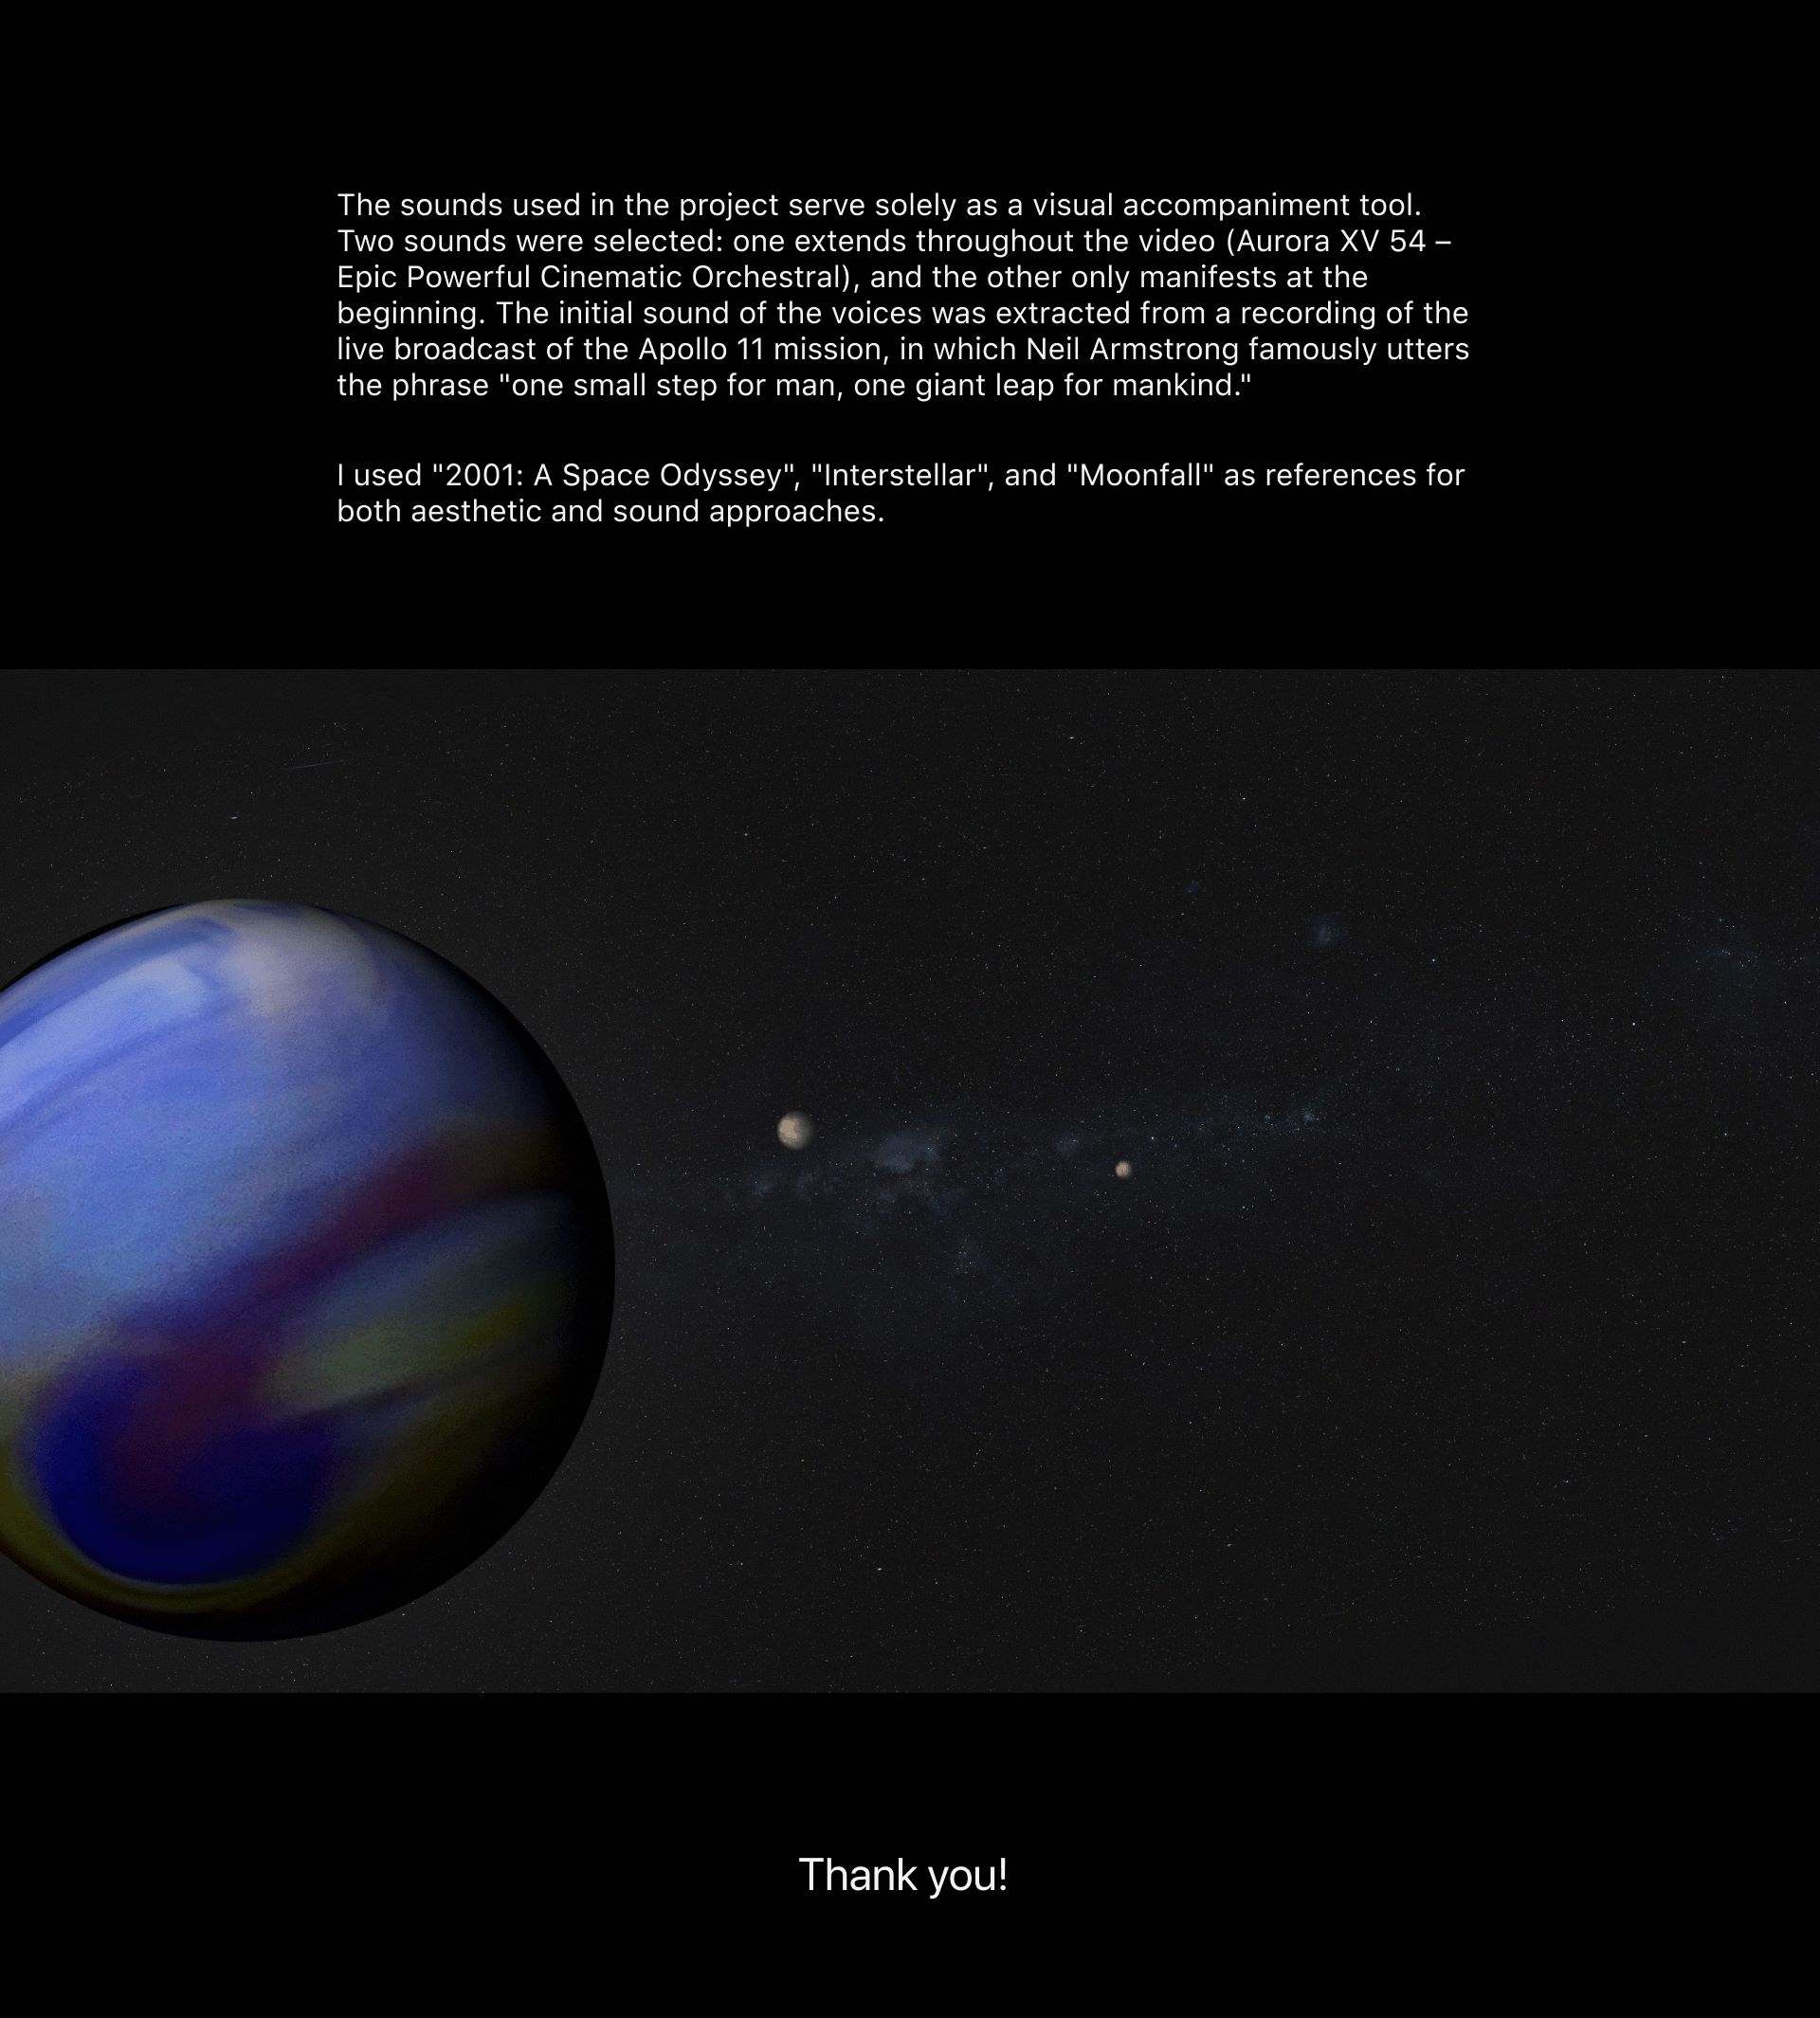 The sounds used in the project serve solely as a visual accompaniment tool.
Two sounds were selected: one extends throughout the video (Aurora XV 54 –
Epic Powerful Cinematic Orchestral), and the other only manifests at the
beginning. The initial sound of the voices was extracted from a recording of the
live broadcast of the Apollo 11 mission, in which Neil Armstrong famously utters
the phrase "one small step for man, one giant leap for mankind."
I used "2001: A Space Odyssey", "Interstellar", and "Moonfall" as references for
both aesthetic and sound approaches.
Thank you!